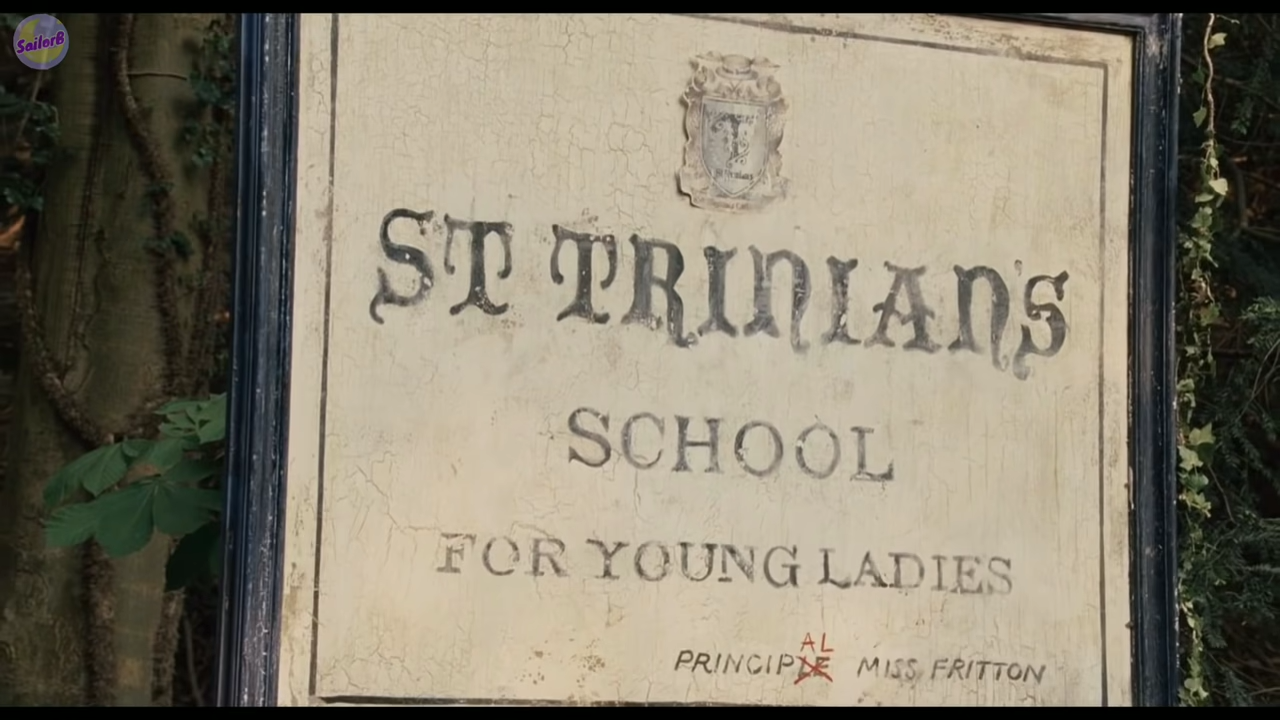 SailorB
ST TRINIAN'S
SCHOOL
FOR YOUNG LADIES
AL
PRINCIPLE MISS FRITTON